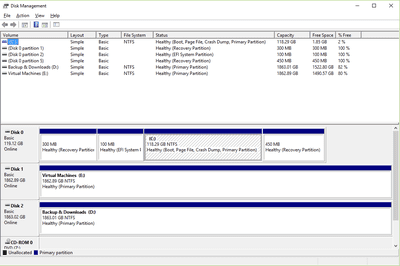 Disk Management
File Action View Help
Volume Layout Type File System Status Capacity Free Space % Free
Simple Basic NTFS Healthy (Boot, Page File, Crash Dump, Primary Partition) 118.29 GB 1.85 GB 2 %
(Disk 0 partition 1) Simple Basic Healthy (Recovery Partition) 300 MB 300 MB 100 %
(Disk 0 partition 2) Simple Basic Healthy (EFI System Partition) 100 MB 100 MB 100 %
(Disk 0 partition 5) Simple Basic Healthy (Recovery Partition) 450 MB 450 MB 100 %
Backup & Downloads (D:) Simple Basic NTFS Healthy (Primary Partition) 1863.01 GB 1522.80 GB 82 %
Virtual Machines (E:) Simple Basic NTFS Healthy (Primary Partition) 1862.89 GB 1490.57 GB 80 %
Disk 0
Basic
119.12 GB
Online
300 MB
Healthy (Recovery Partition)
100 MB
Healthy (EFI System P
118.29 GB NTFS
Healthy (Boot, Page File, Crash Dump, Primary Partition)
450 MB
Healthy (Recovery Partition)
Disk 1
Basic
1862.89 GB
Online
Virtual Machines (E:)
1862.89 GB NTFS
Healthy (Primary Partition)
Disk 2
Basic
1863.02 GB
Online
Backup & Downloads (D:)
1863.01 GB NTFS
Healthy (Primary Partition)
CD-ROM 0
Unallocated Primary partition